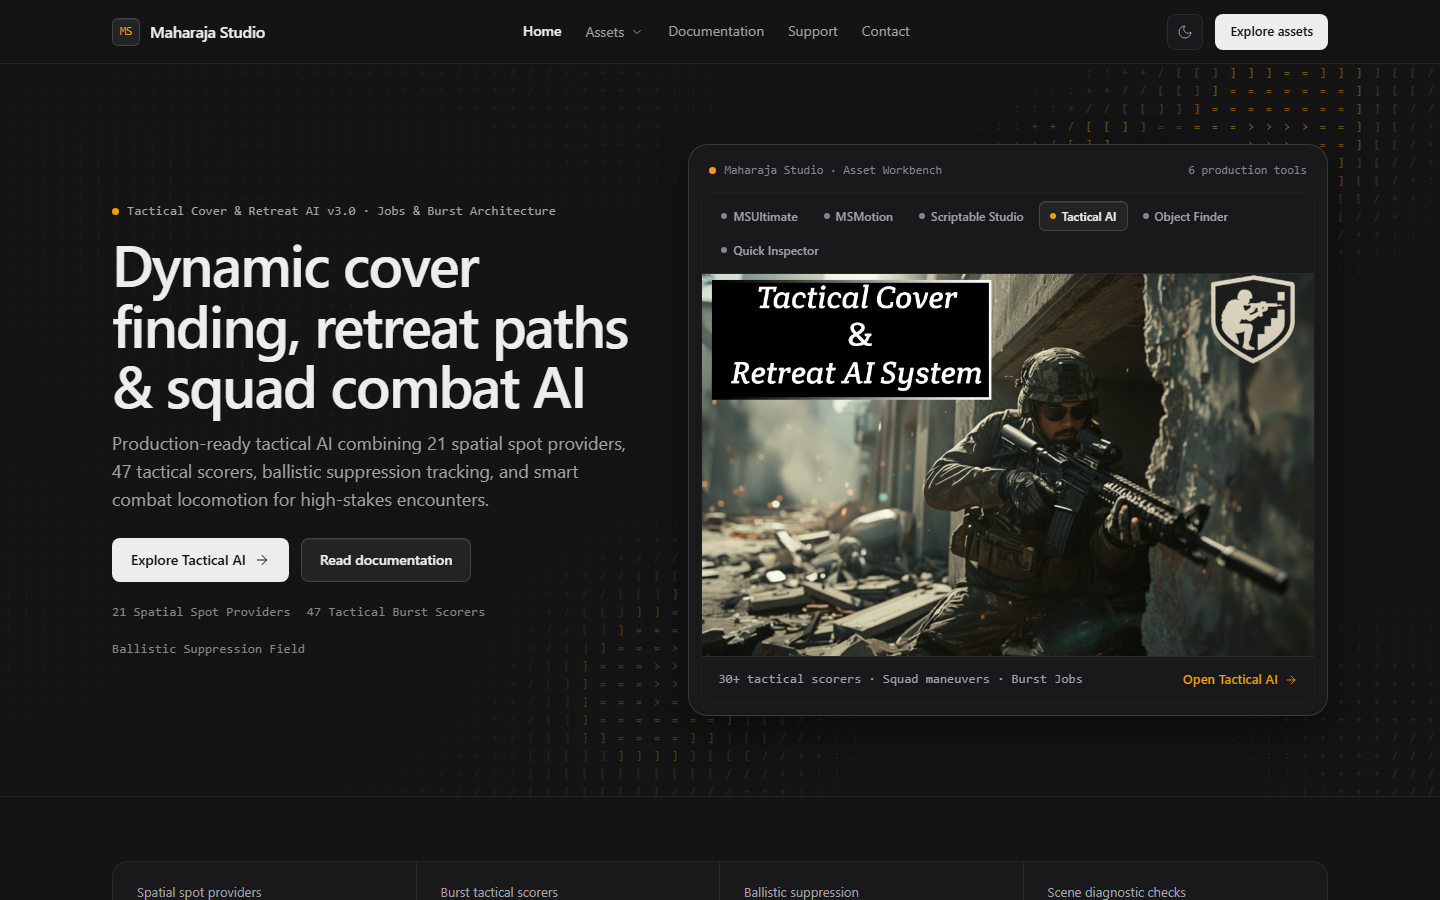 MS Maharaja Studio
Home Assets Documentation Support Contact
Explore assets
Tactical Cover & Retreat AI v3.0 · Jobs & Burst Architecture
Dynamic cover
finding, retreat paths
& squad combat AI
Production-ready tactical AI combining 21 spatial spot providers,
47 tactical scorers, ballistic suppression tracking, and smart
combat locomotion for high-stakes encounters.
Explore Tactical AI → Read documentation
21 Spatial Spot Providers 47 Tactical Burst Scorers
Ballistic Suppression Field
Maharaja Studio · Asset Workbench 6 production tools
MSUltimate MSMotion Scriptable Studio Tactical AI Object Finder
Quick Inspector
Tactical Cover
&
Retreat AI System
30+ tactical scorers · Squad maneuvers · Burst Jobs Open Tactical AI →
Spatial spot providers Burst tactical scorers Ballistic suppression Scene diagnostic checks